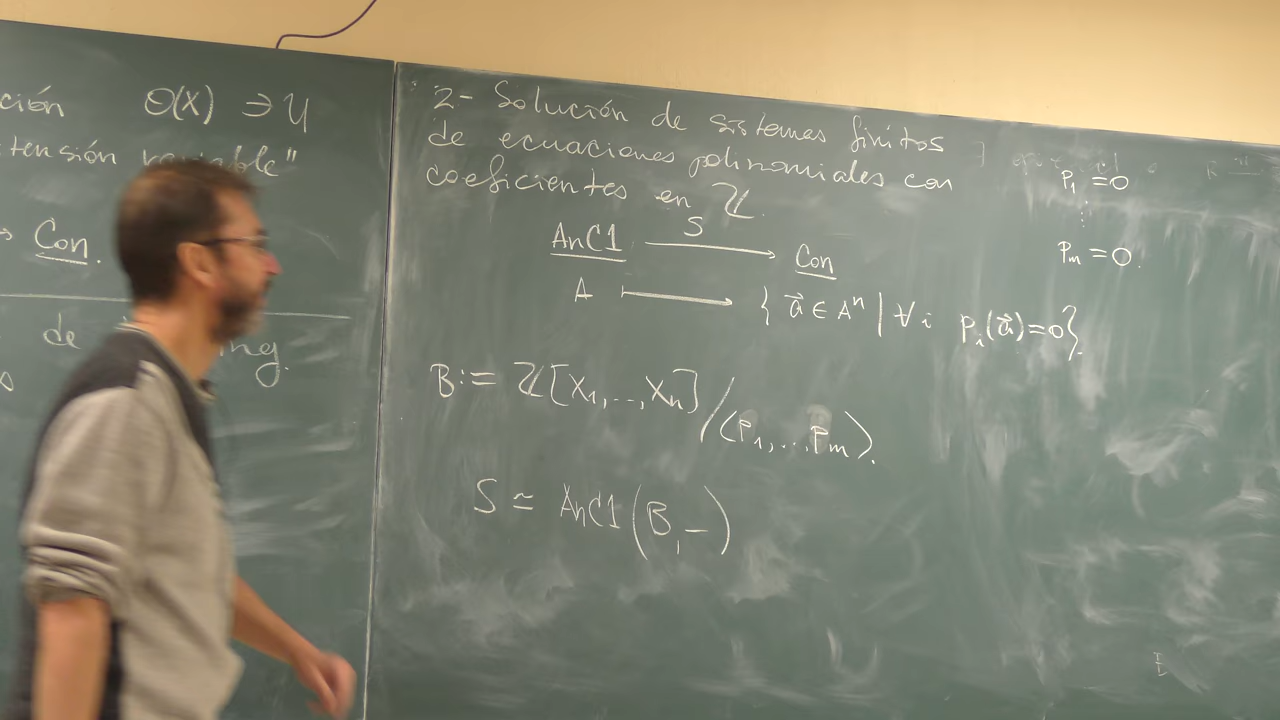 ción O(X) ∋ U
tensión variable"
→ Con.
de ing.
2- Solución de sistemas finitos
de ecuaciones polinomiales con
coeficientes en ℤ.
P₁ = 0
⋮
Pₘ = 0.
AnC1 —S→ Con
A ⟼ { a⃗ ∈ Aⁿ | ∀ i Pᵢ(a⃗)=0}.
B := ℤ[X₁,...,Xₙ]/⟨P₁,...Pₘ⟩.
S ≃ AnC1(B,-)